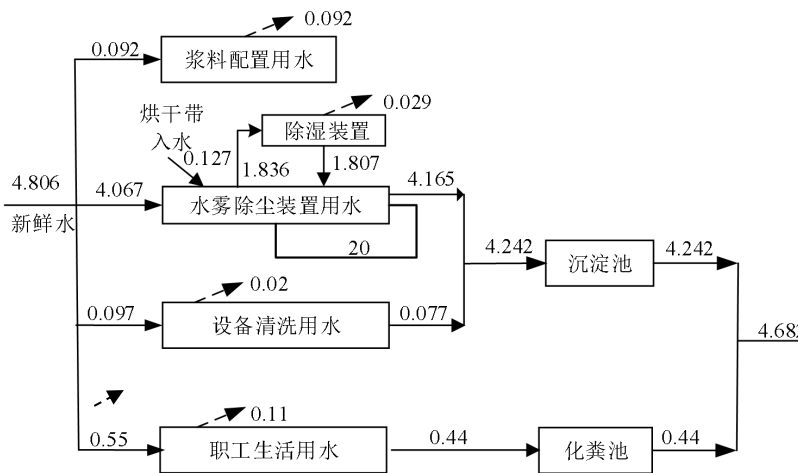 0.092
0.092
浆料配置用水
0.029
烘干带
入水
除湿装置
0.127
1.836
1.807
4.806
4.067
4.165
水雾除尘装置用水
新鲜水
20
4.242
沉淀池
4.242
0.02
0.097
设备清洗用水
0.077
4.682
0.11
0.55
职工生活用水
0.44
化粪池
0.44